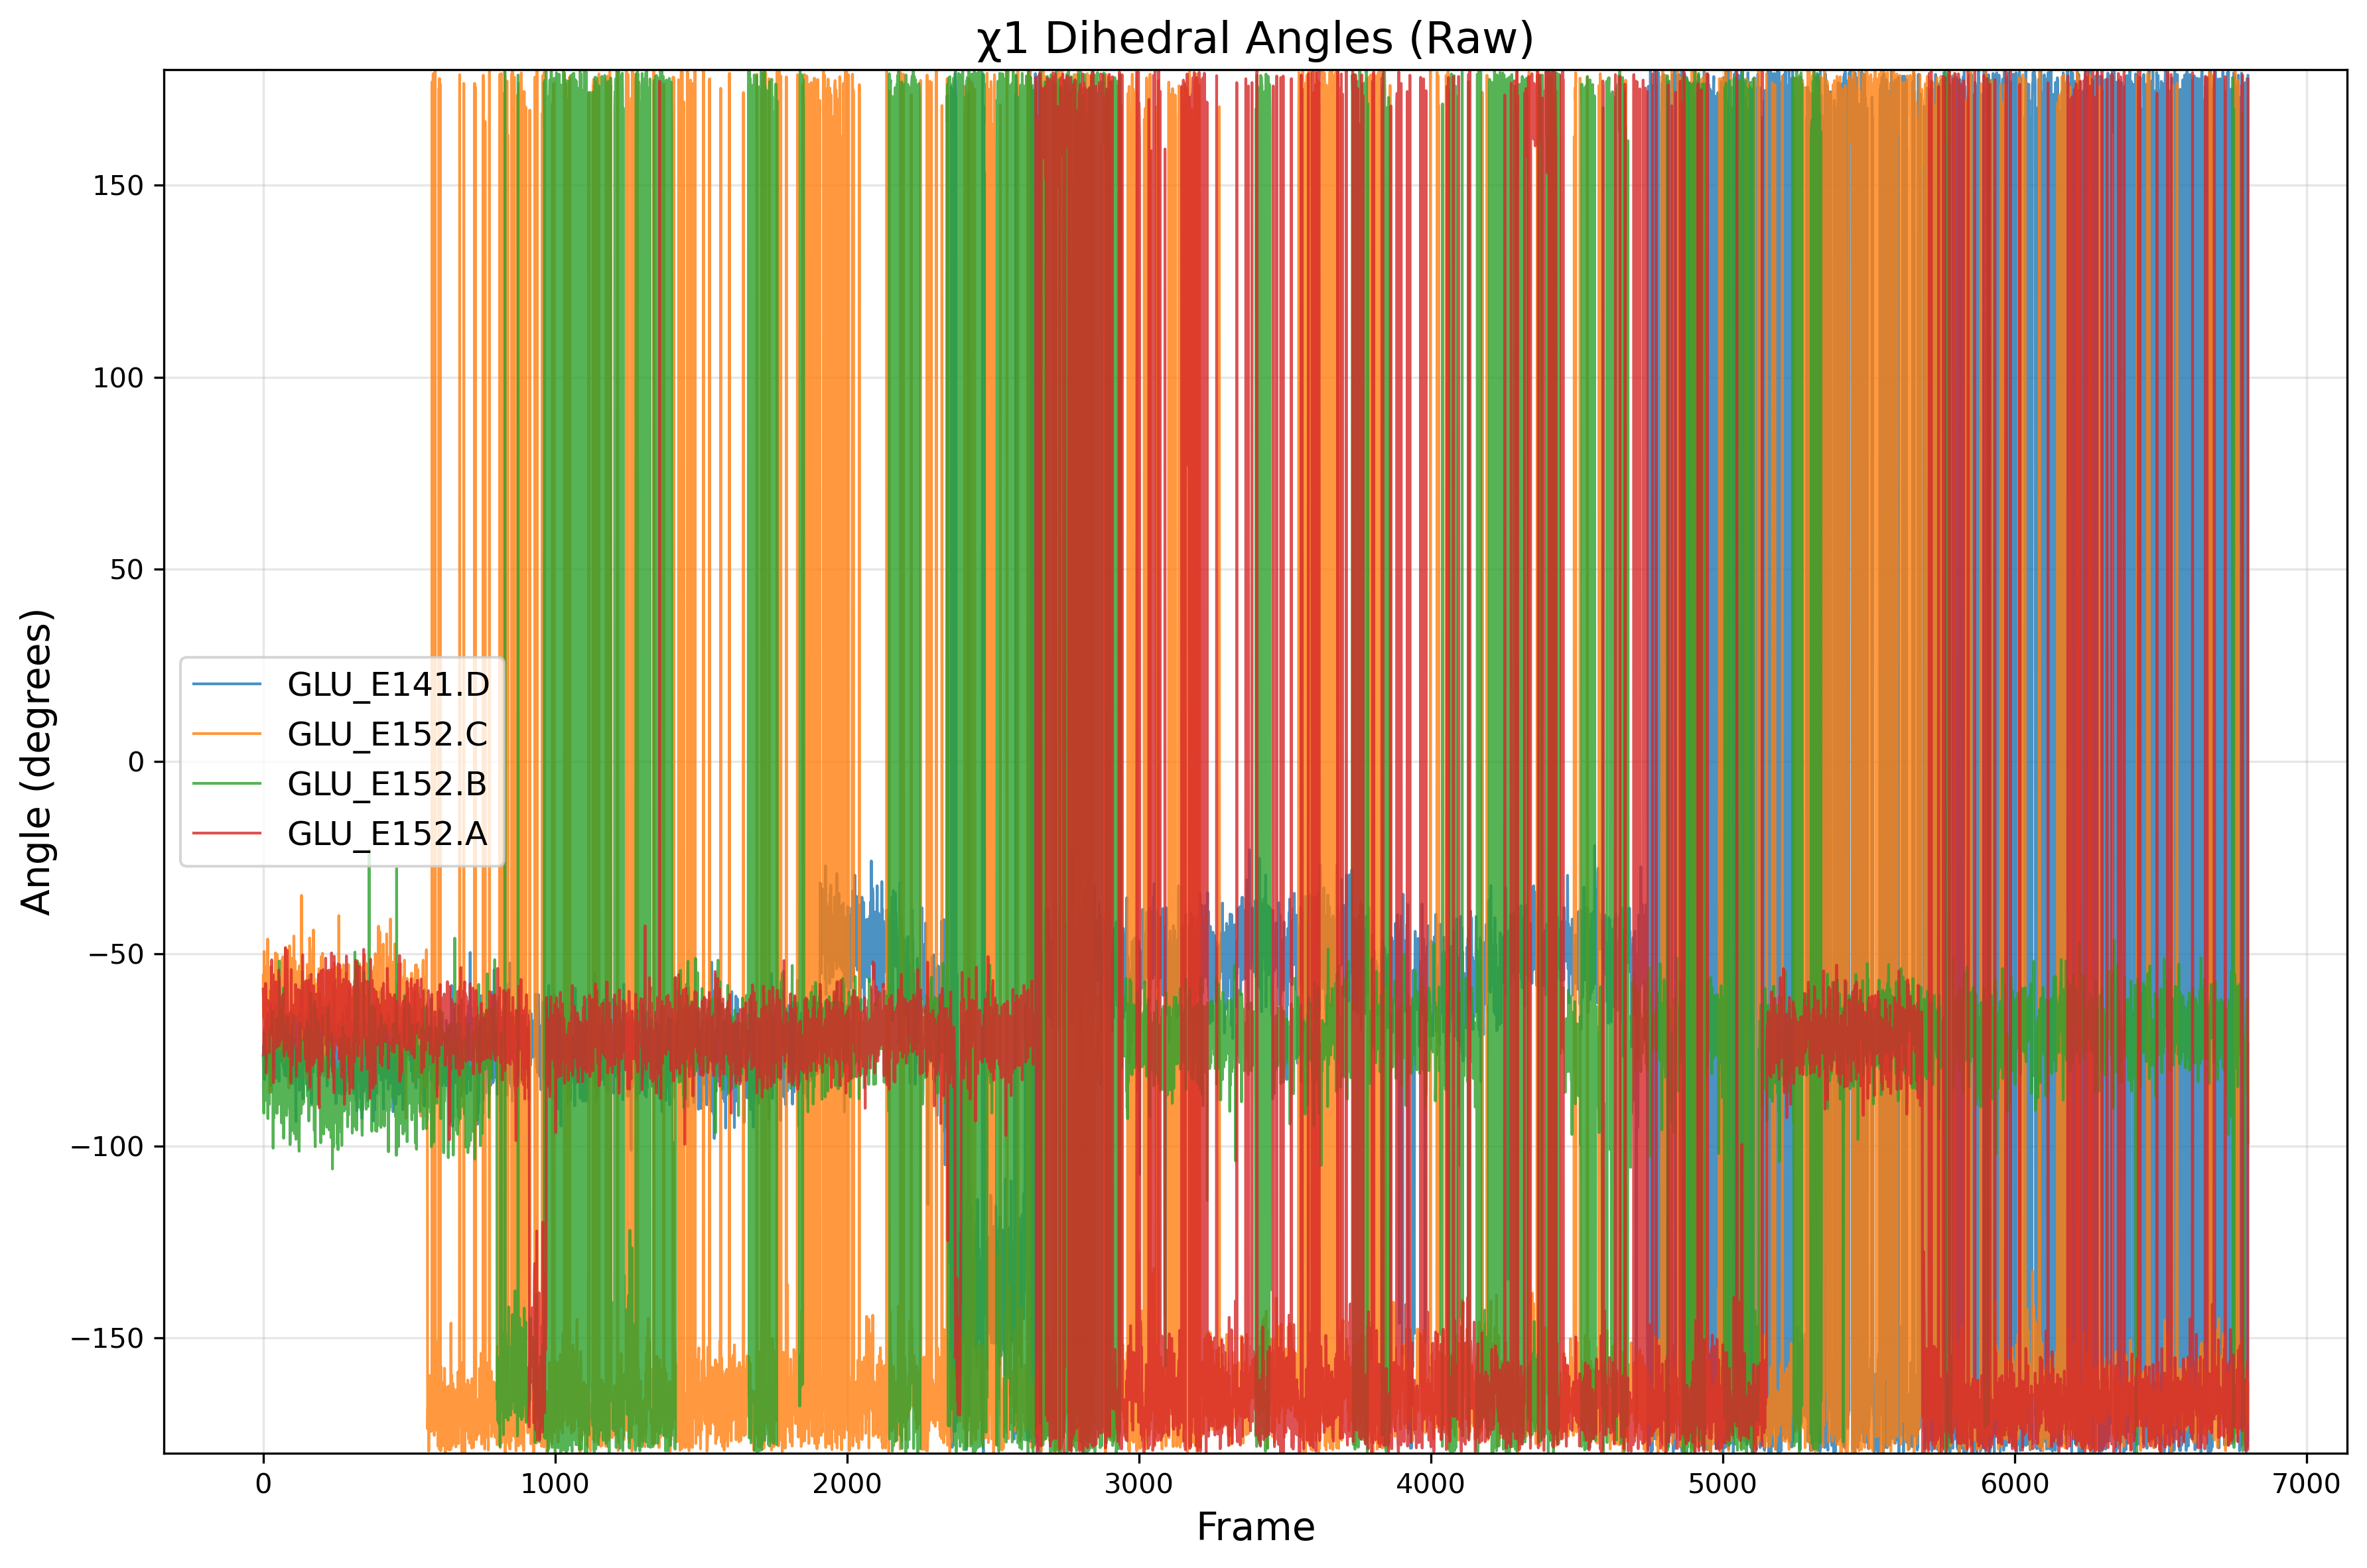 χ1 Dihedral Angles (Raw)
150
100
50
0
−50
−100
−150
Angle (degrees)
GLU_E141.D
GLU_E152.C
GLU_E152.B
GLU_E152.A
0 1000 2000 3000 4000 5000 6000 7000
Frame